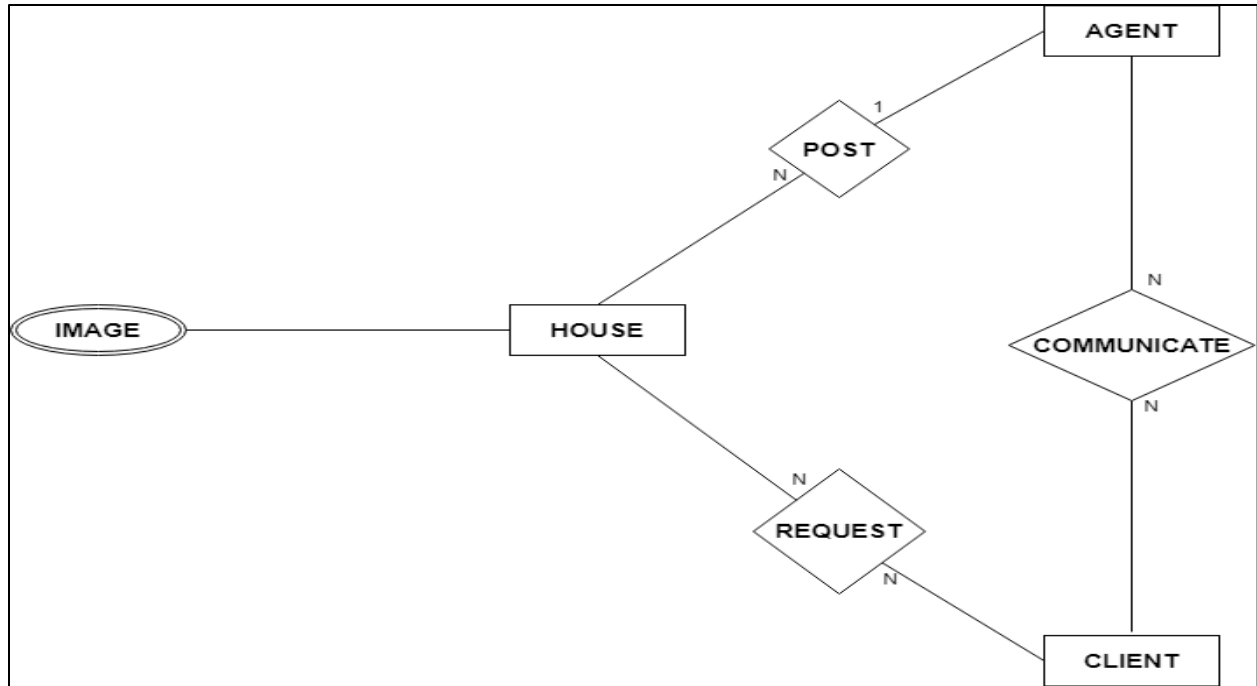 AGENT
1
POST
N
IMAGE
HOUSE
N
COMMUNICATE
N
N
REQUEST
N
CLIENT